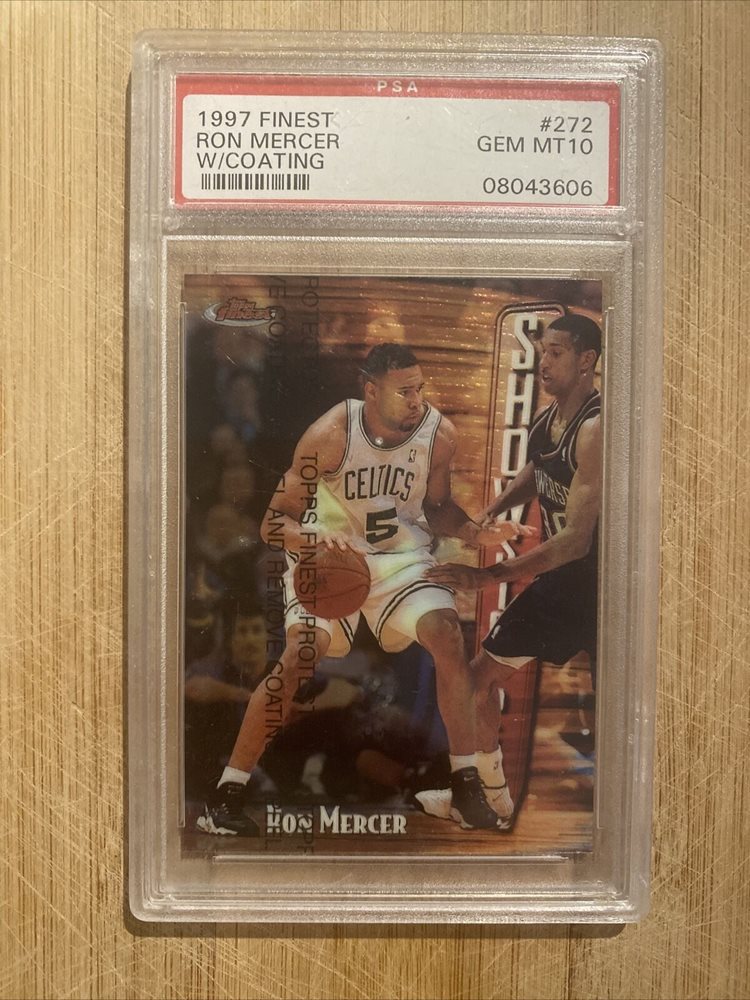 PSA
1997 FINEST #272
RON MERCER GEM MT10
W/COATING
08043606
TOPPS FINEST
SHOW
CELTICS
5
TOPPS FINEST PROTECT
AND REMOVE COATING
RON MERCER